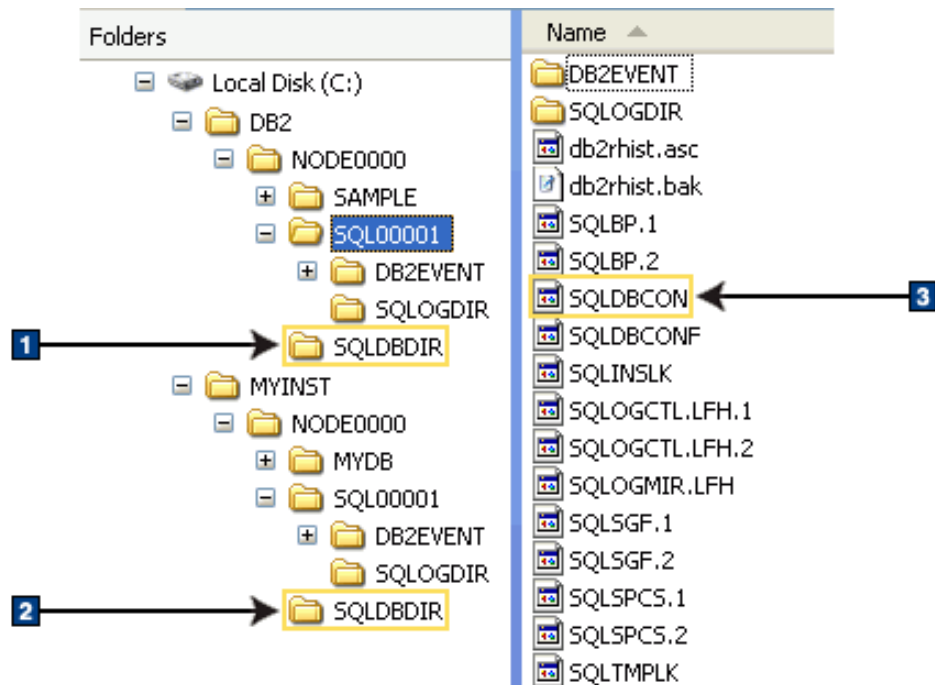 Folders
Local Disk (C:)
DB2
NODE0000
SAMPLE
SQL00001
DB2EVENT
SQLOGDIR
1
SQLDBDIR
MYINST
NODE0000
MYDB
SQL00001
DB2EVENT
SQLOGDIR
2
SQLDBDIR
Name
DB2EVENT
SQLOGDIR
db2rhist.asc
db2rhist.bak
SQLBP.1
SQLBP.2
SQLDBCON
3
SQLDBCONF
SQLINSLK
SQLOGCTL.LFH.1
SQLOGCTL.LFH.2
SQLOGMIR.LFH
SQLSGF.1
SQLSGF.2
SQLSPCS.1
SQLSPCS.2
SQLTMPLK